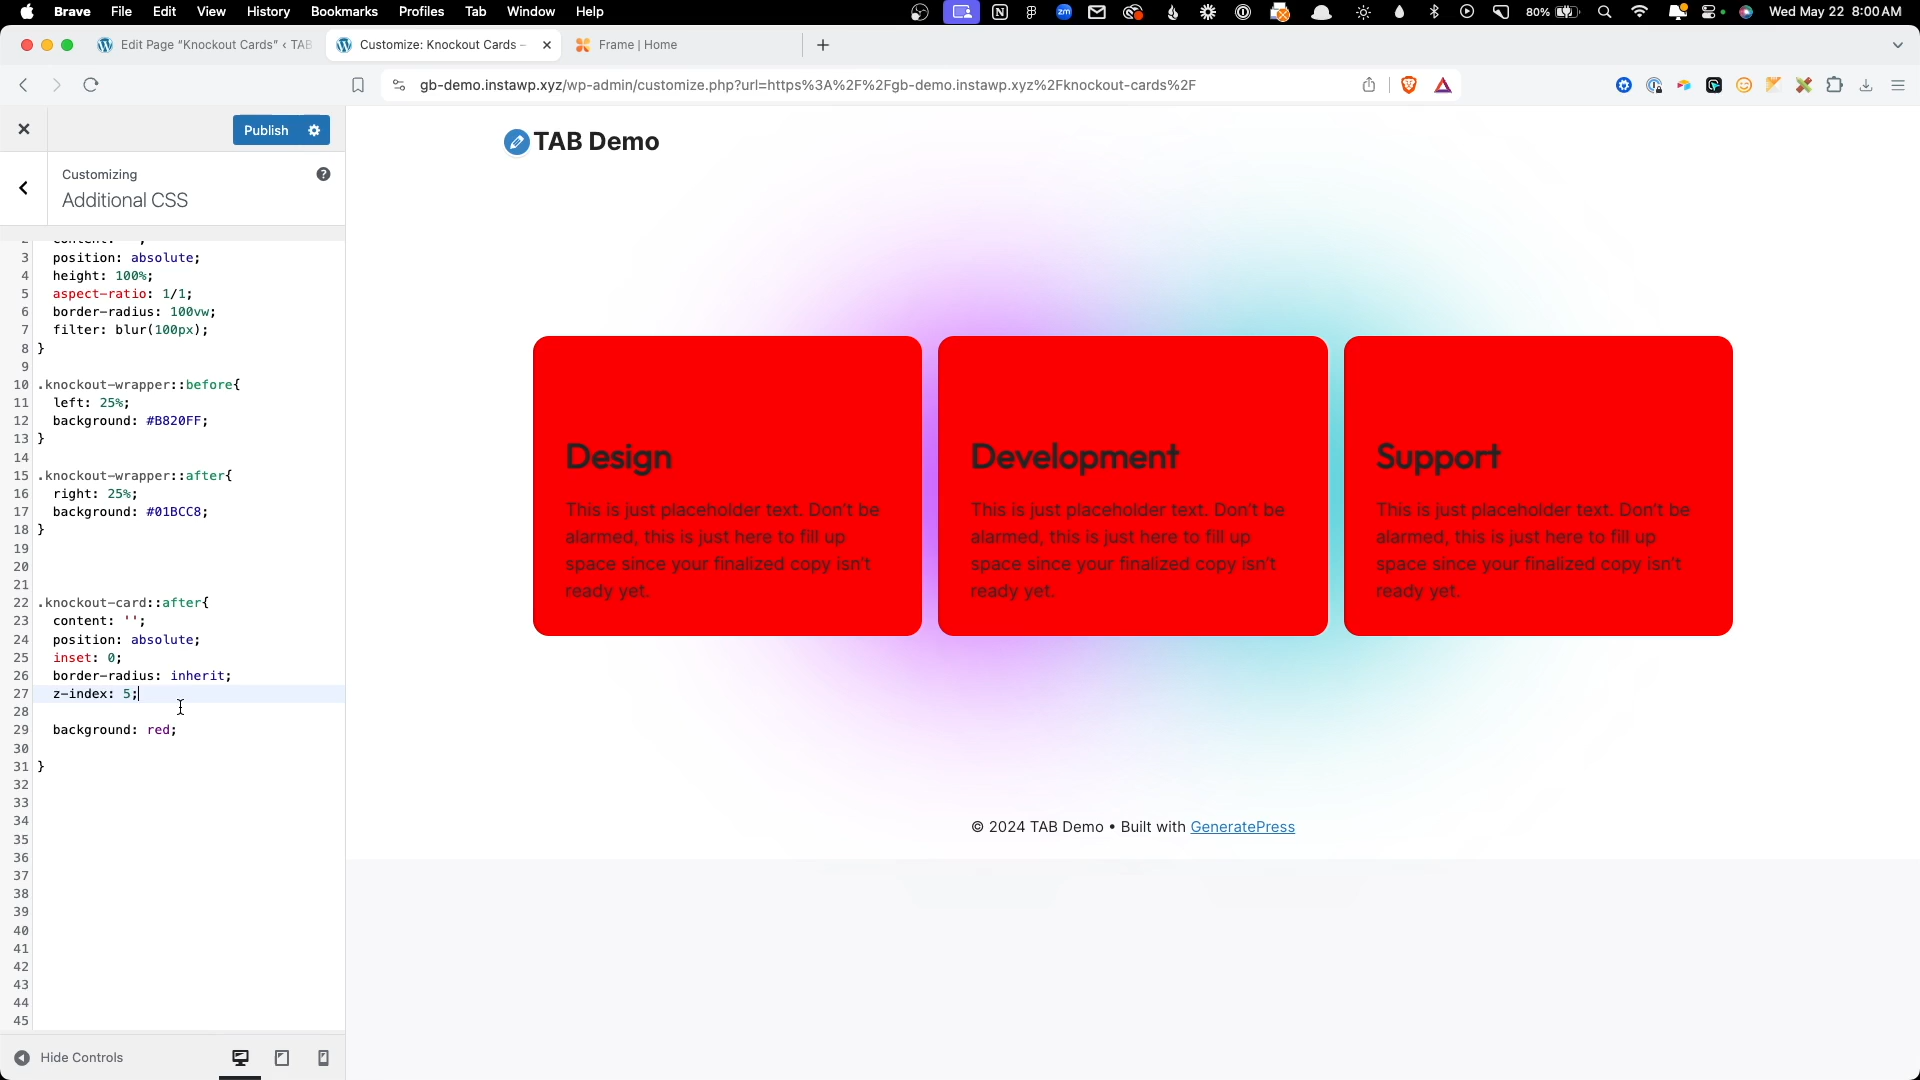 Brave File Edit View History Bookmarks Profiles Tab Window Help 80% Wed May 22 8:00 AM
Edit Page “Knockout Cards” ‹ TAB
Customize: Knockout Cards –
Frame | Home
gb-demo.instawp.xyz/wp-admin/customize.php?url=https%3A%2F%2Fgb-demo.instawp.xyz%2Fknockout-cards%2F
Publish
Customizing
Additional CSS
3 position: absolute;
4 height: 100%;
5 aspect-ratio: 1/1;
6 border-radius: 100vw;
7 filter: blur(100px);
8 }
9
10 .knockout-wrapper::before{
11 left: 25%;
12 background: #B820FF;
13 }
14
15 .knockout-wrapper::after{
16 right: 25%;
17 background: #01BCC8;
18 }
19
20
21
22 .knockout-card::after{
23 content: '';
24 position: absolute;
25 inset: 0;
26 border-radius: inherit;
27 z-index: 5;
28
29 background: red;
30
31 }
32
33
34
35
36
37
38
39
40
41
42
43
44
45
Hide Controls
TAB Demo
Design
This is just placeholder text. Don’t be
alarmed, this is just here to fill up
space since your finalized copy isn’t
ready yet.
Development
This is just placeholder text. Don’t be
alarmed, this is just here to fill up
space since your finalized copy isn’t
ready yet.
Support
This is just placeholder text. Don’t be
alarmed, this is just here to fill up
space since your finalized copy isn’t
ready yet.
© 2024 TAB Demo • Built with GeneratePress